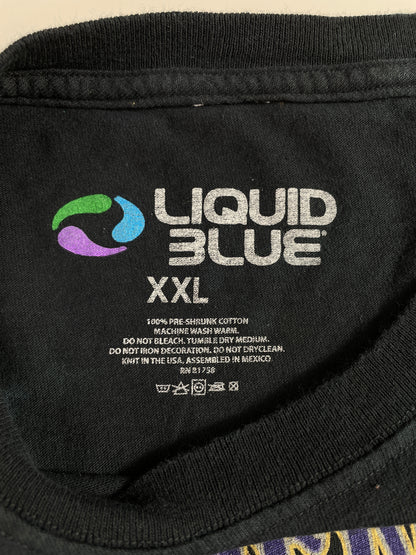 LIQUID
BLUE®
XXL
100% PRE-SHRUNK COTTON
MACHINE WASH WARM.
DO NOT BLEACH. TUMBLE DRY MEDIUM.
DO NOT IRON DECORATION. DO NOT DRYCLEAN.
KNIT IN THE USA. ASSEMBLED IN MEXICO.
RN 81758